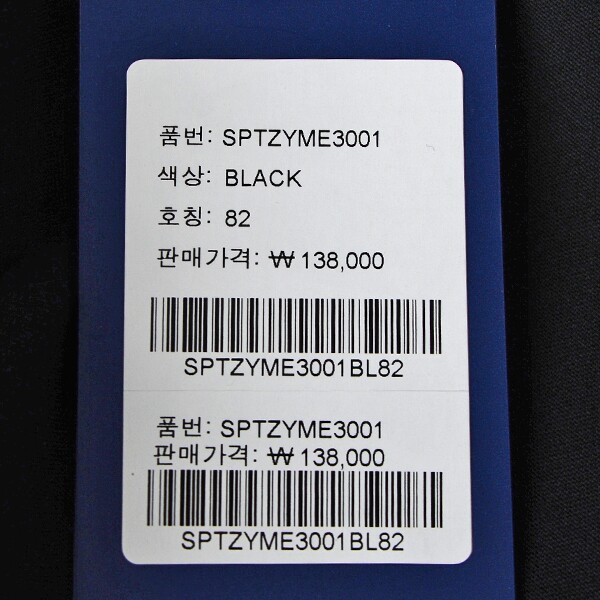 품번: SPTZYME3001
색상: BLACK
호칭: 82
판매가격: ₩ 138,000
SPTZYME3001BL82
품번: SPTZYME3001
판매가격: ₩ 138,000
SPTZYME3001BL82